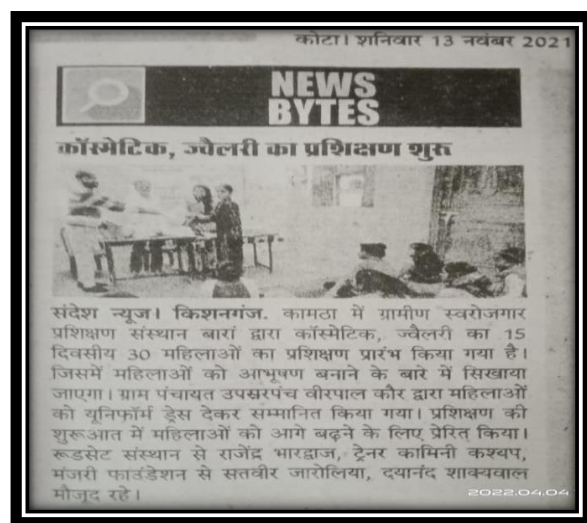 कोटा। शनिवार 13 नवंबर 2021
NEWS
BYTES
कॉस्मेटिक, ज्वैलरी का प्रशिक्षण शुरू
संदेश न्यूज। किशनगंज. कामठा में ग्रामीण स्वरोजगार
प्रशिक्षण संस्थान बारां द्वारा कॉस्मेटिक, ज्वैलरी का 15
दिवसीय 30 महिलाओं का प्रशिक्षण प्रारंभ किया गया है।
जिसमें महिलाओं को आभूषण बनाने के बारे में सिखाया
जाएगा। ग्राम पंचायत उपसरपंच वीरपाल कौर द्वारा महिलाओं
को यूनिफॉर्म ड्रेस देकर सम्मानित किया गया। प्रशिक्षण की
शुरूआत में महिलाओं को आगे बढ़ने के लिए प्रेरित किया।
रूडसेट संस्थान से राजेंद्र भारद्वाज, ट्रेनर कामिनी कश्यप,
मंजरी फाउंडेशन से सतवीर जारोलिया, दयानंद शाक्यवाल
मौजूद रहे।
2022.04.04